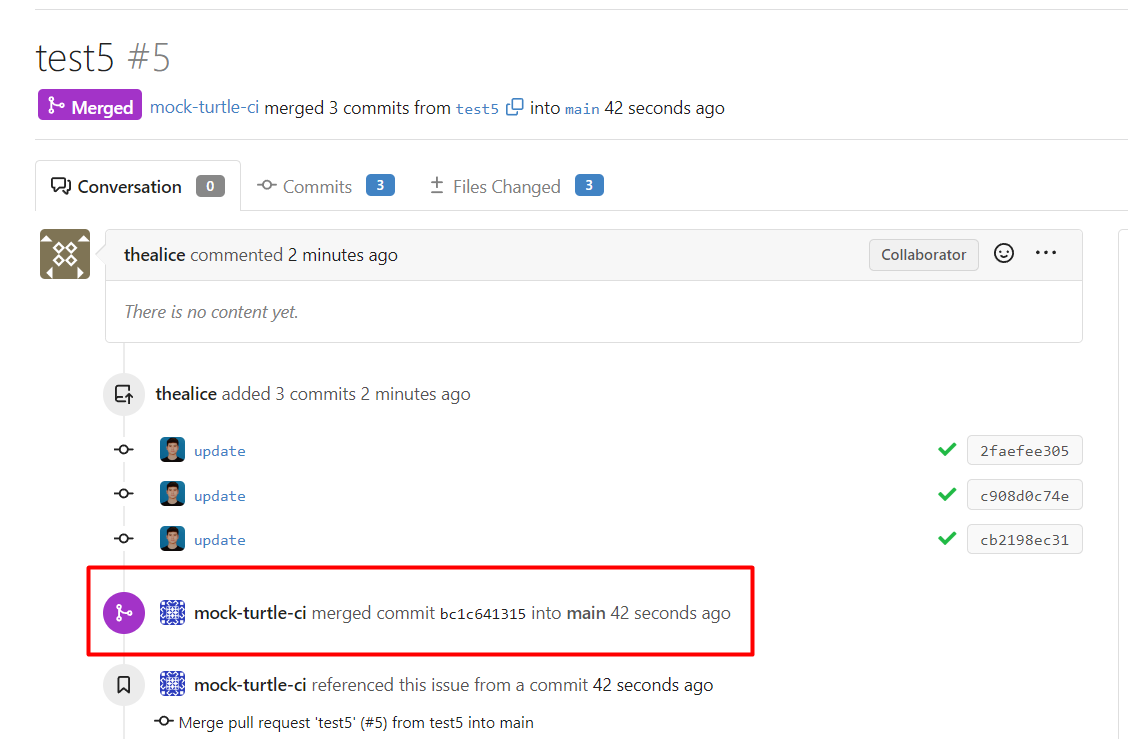 test5 #5
Merged mock-turtle-ci merged 3 commits from test5 into main 42 seconds ago
Conversation 0 Commits 3 Files Changed 3
thealice commented 2 minutes ago Collaborator
There is no content yet.
thealice added 3 commits 2 minutes ago
update 2faefee305
update c908d0c74e
update cb2198ec31
mock-turtle-ci merged commit bc1c641315 into main 42 seconds ago
mock-turtle-ci referenced this issue from a commit 42 seconds ago
Merge pull request 'test5' (#5) from test5 into main